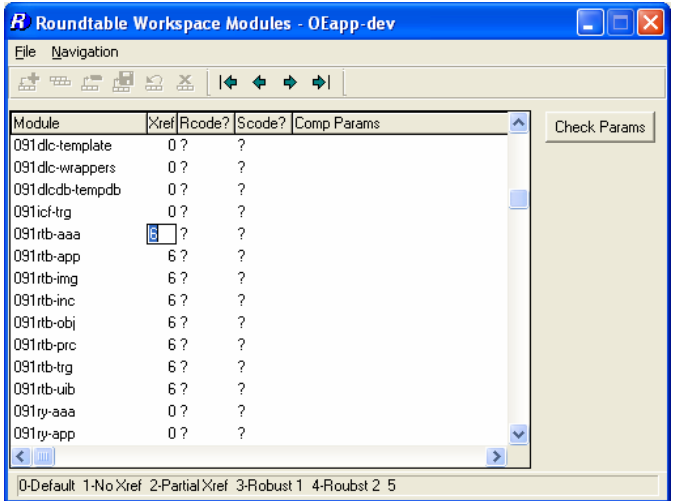 Roundtable Workspace Modules - OEapp-dev
File Navigation
Module Xref Rcode? Scode? Comp Params
Check Params
091dlc-template 0 ? ?
091dlc-wrappers 0 ? ?
091dlcdb-tempdb 0 ? ?
091icf-trg 0 ? ?
091rtb-aaa 6 ? ?
091rtb-app 6 ? ?
091rtb-img 6 ? ?
091rtb-inc 6 ? ?
091rtb-obj 6 ? ?
091rtb-prc 6 ? ?
091rtb-trg 6 ? ?
091rtb-uib 6 ? ?
091ry-aaa 0 ? ?
091ry-app 0 ? ?
0-Default 1-No Xref 2-Partial Xref 3-Robust 1 4-Roubst 2 5